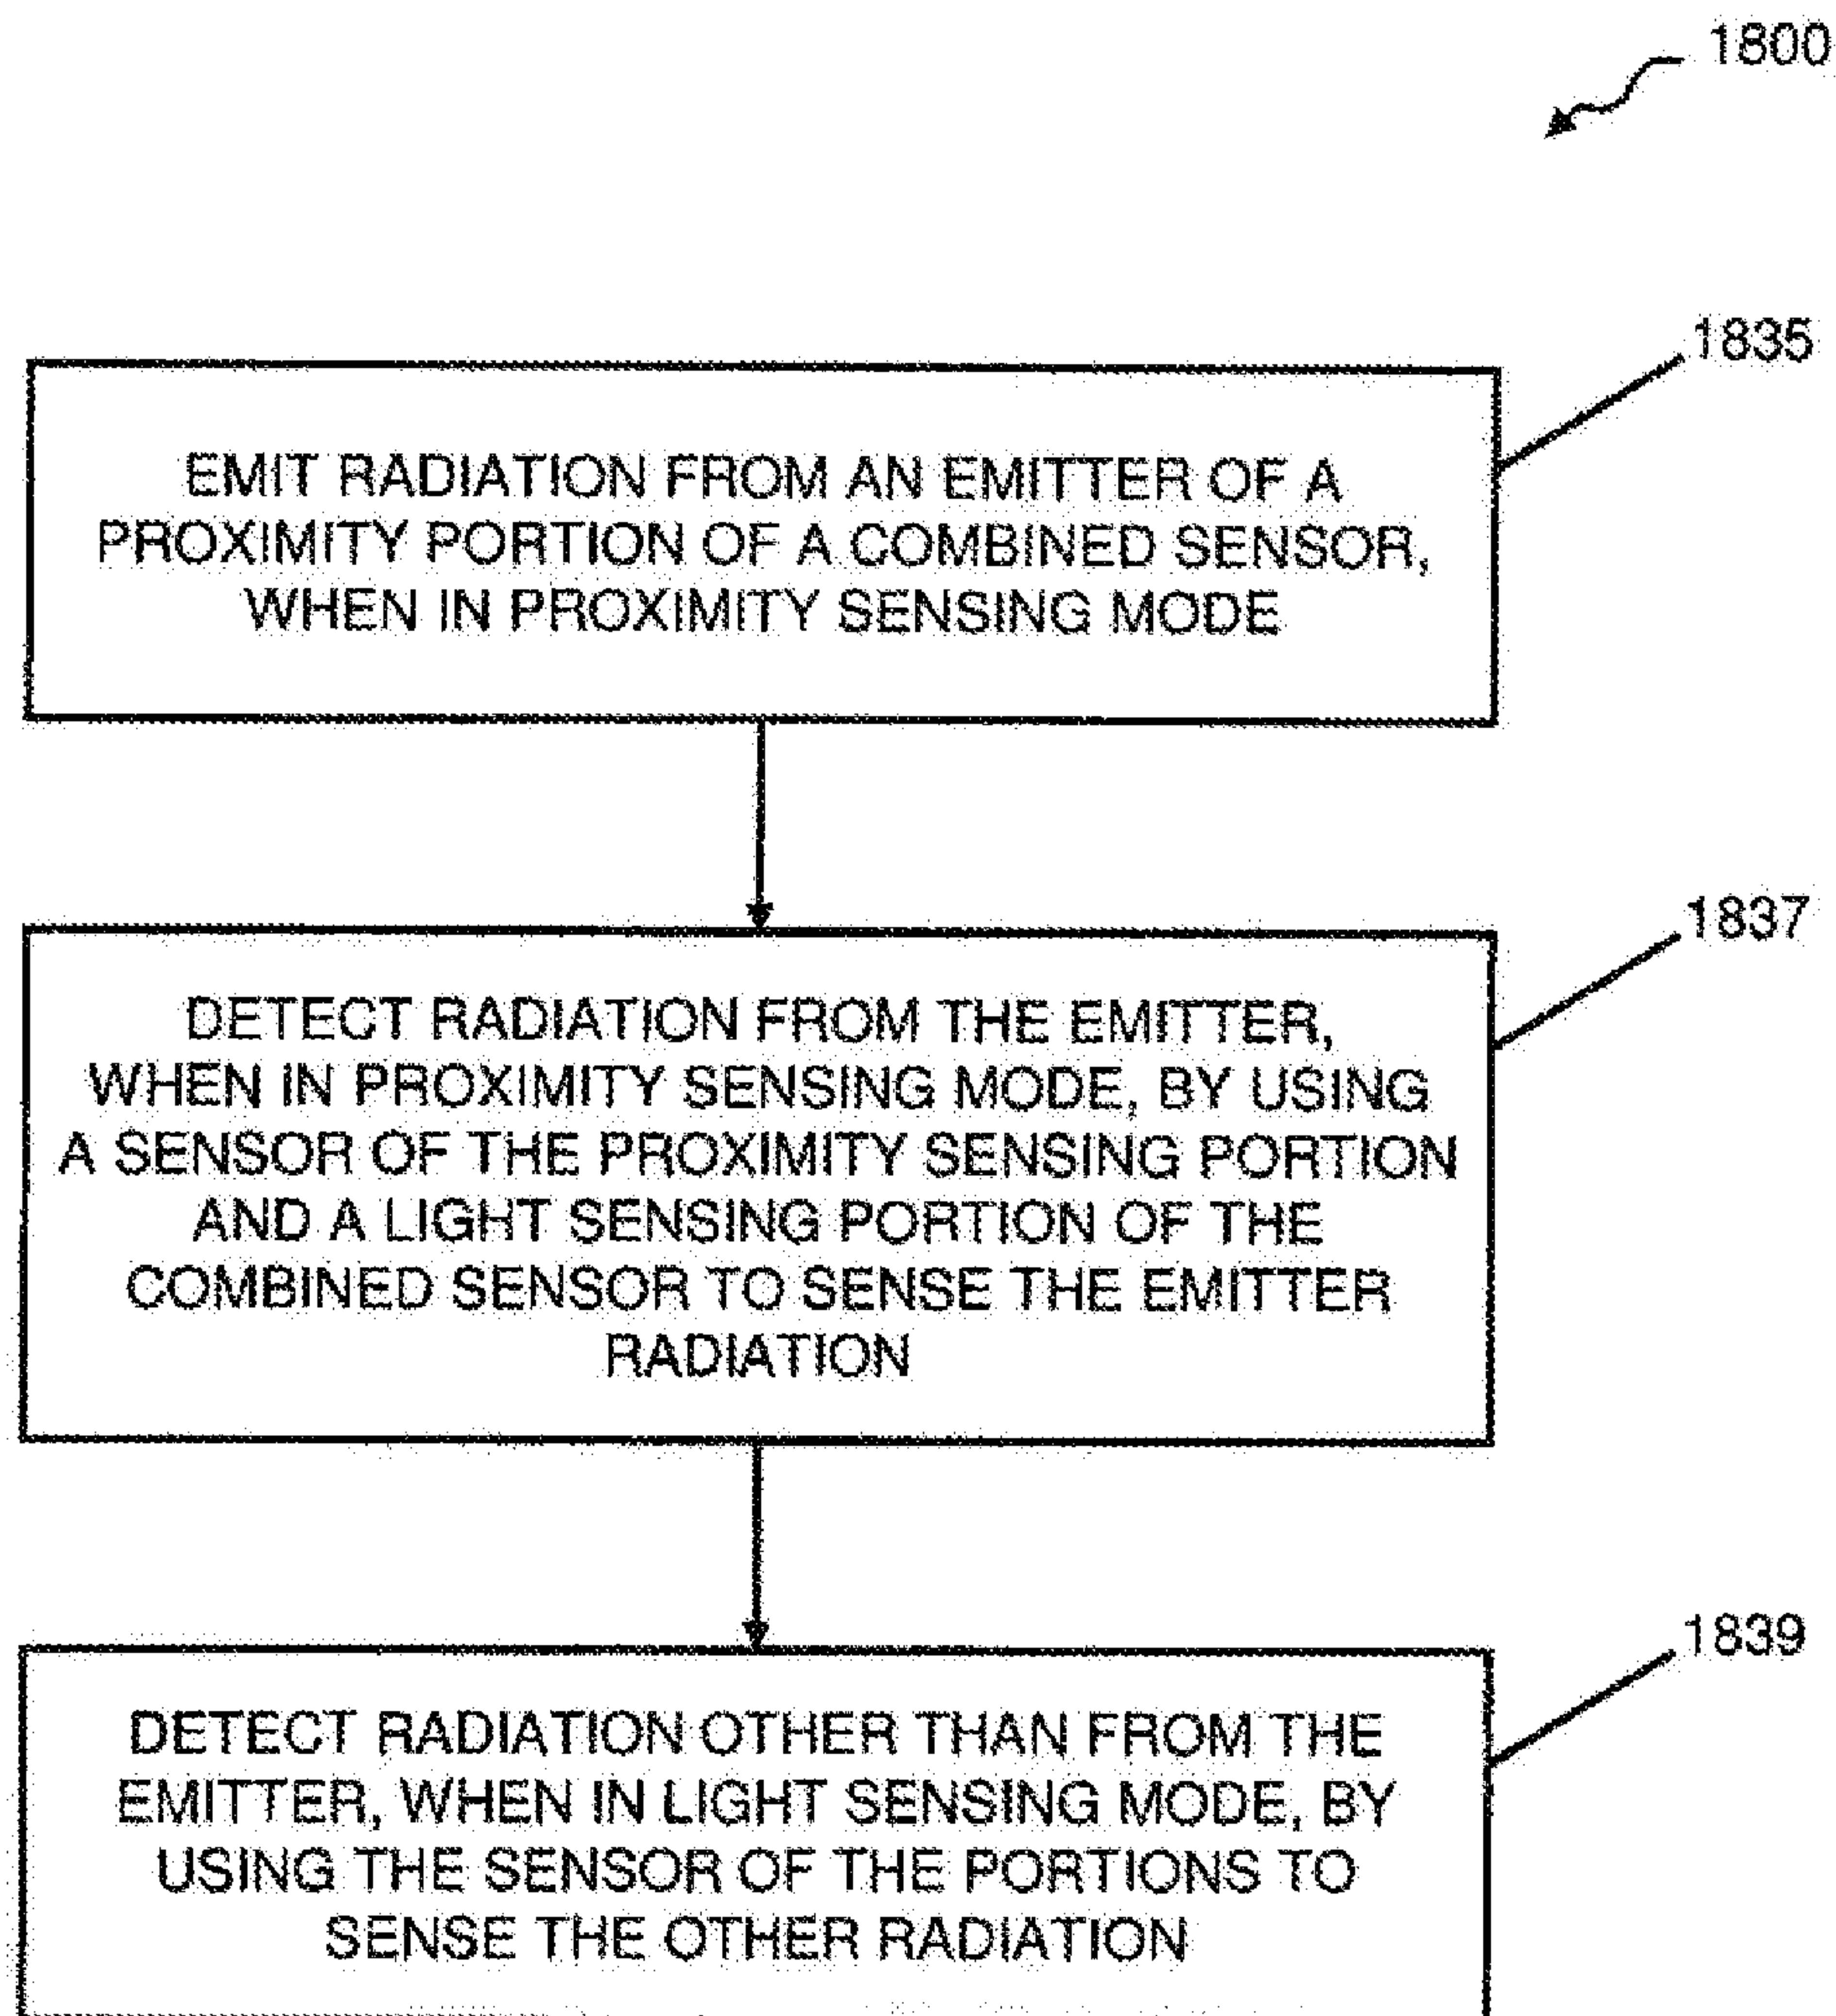 1800
1835
EMIT RADIATION FROM AN EMITTER OF A
PROXIMITY PORTION OF A COMBINED SENSOR,
WHEN IN PROXIMITY SENSING MODE
1837
DETECT RADIATION FROM THE EMITTER,
WHEN IN PROXIMITY SENSING MODE, BY USING
A SENSOR OF THE PROXIMITY SENSING PORTION
AND A LIGHT SENSING PORTION OF THE
COMBINED SENSOR TO SENSE THE EMITTER
RADIATION
1839
DETECT RADIATION OTHER THAN FROM THE
EMITTER, WHEN IN LIGHT SENSING MODE, BY
USING THE SENSOR OF THE PORTIONS TO
SENSE THE OTHER RADIATION